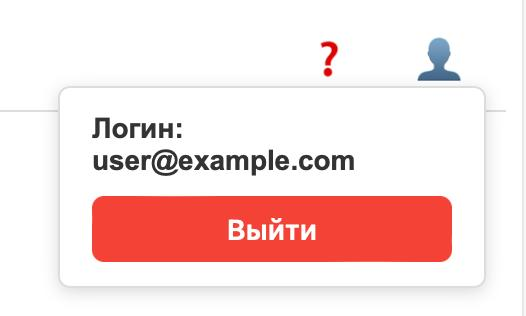 ❓
Логин:
user@example.com
Выйти